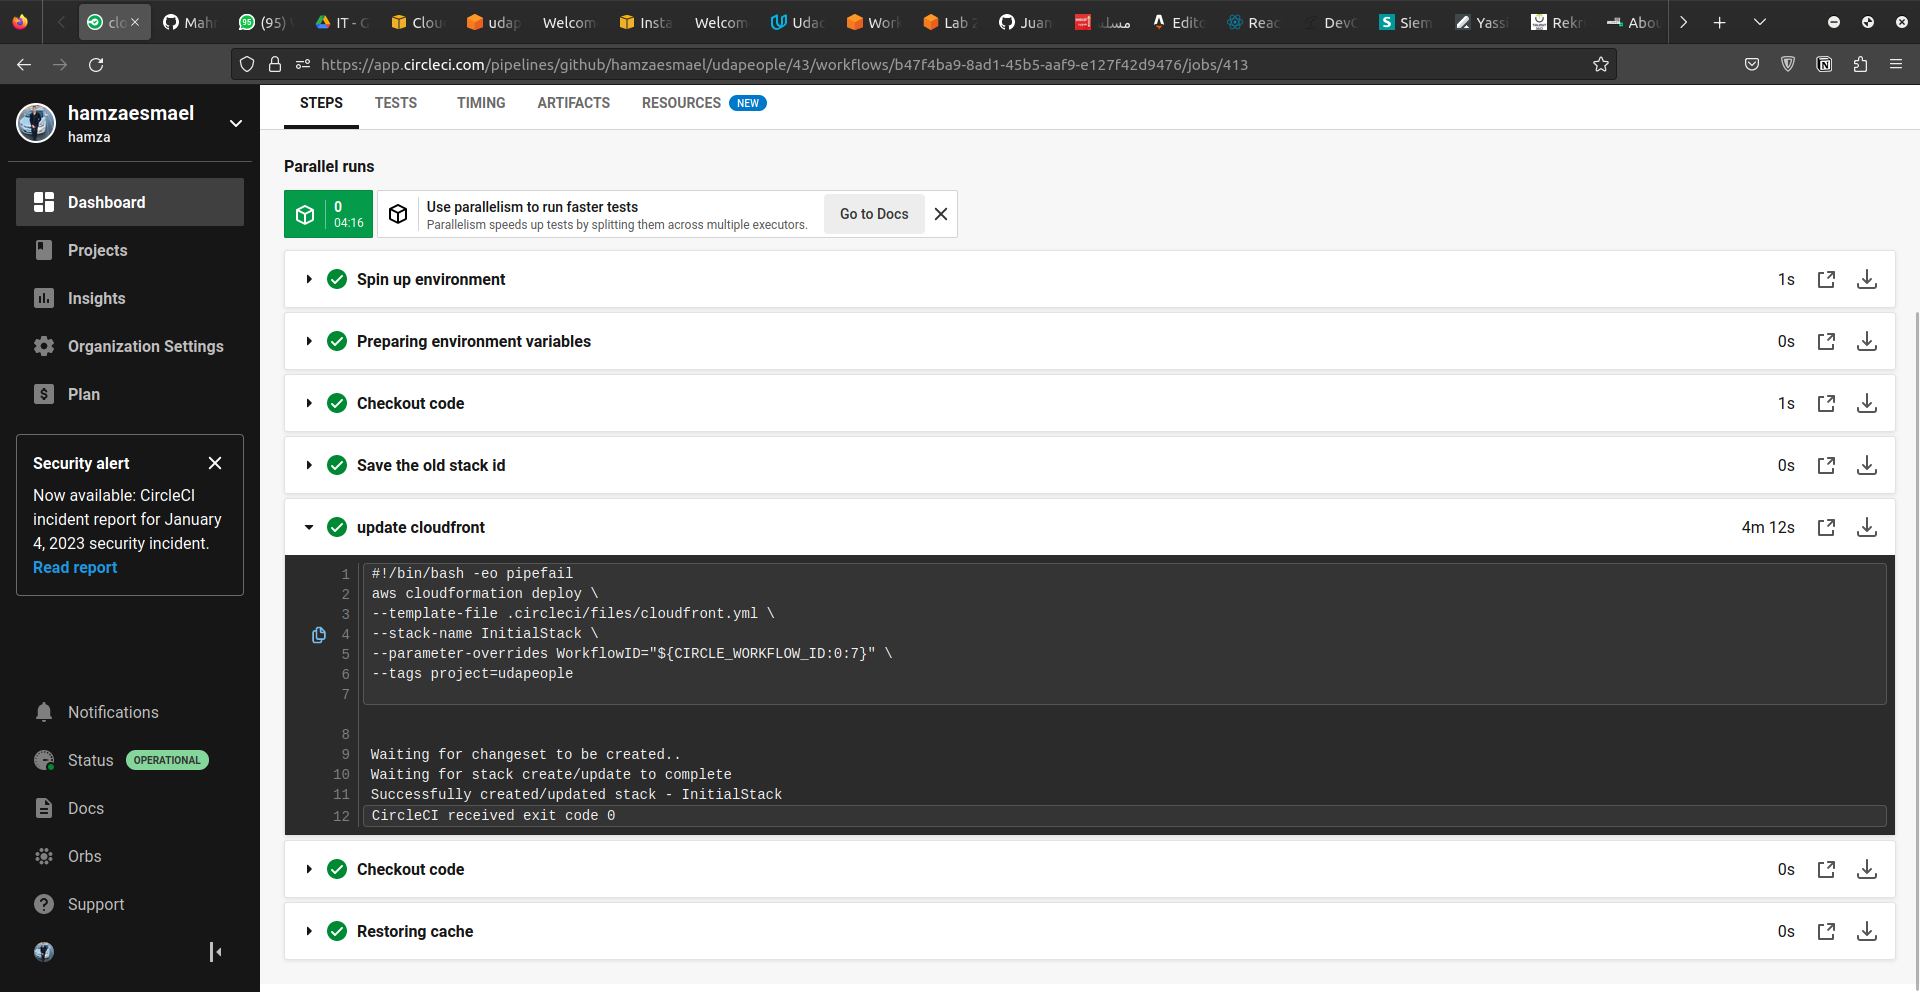 clo
Mahr
(95)
IT - G
Clou
udap
Welcom
Insta
Welcom
Udac
Work
Lab 2
Juan
مسلـ
Edito
Reac
DevO
Siem
Yassi
Rekr
Abou
https://app.circleci.com/pipelines/github/hamzaesmael/udapeople/43/workflows/b47f4ba9-8ad1-45b5-aaf9-e127f42d9476/jobs/413
hamzaesmael
hamza
Dashboard
Projects
Insights
Organization Settings
Plan
Security alert
Now available: CircleCI
incident report for January
4, 2023 security incident.
Read report
Notifications
Status OPERATIONAL
Docs
Orbs
Support
STEPS TESTS TIMING ARTIFACTS RESOURCES NEW
Parallel runs
0
04:16
Use parallelism to run faster tests
Parallelism speeds up tests by splitting them across multiple executors.
Go to Docs
Spin up environment 1s
Preparing environment variables 0s
Checkout code 1s
Save the old stack id 0s
update cloudfront 4m 12s
1 #!/bin/bash -eo pipefail
2 aws cloudformation deploy \
3 --template-file .circleci/files/cloudfront.yml \
4 --stack-name InitialStack \
5 --parameter-overrides WorkflowID="${CIRCLE_WORKFLOW_ID:0:7}" \
6 --tags project=udapeople
7
8
9 Waiting for changeset to be created..
10 Waiting for stack create/update to complete
11 Successfully created/updated stack - InitialStack
12 CircleCI received exit code 0
Checkout code 0s
Restoring cache 0s